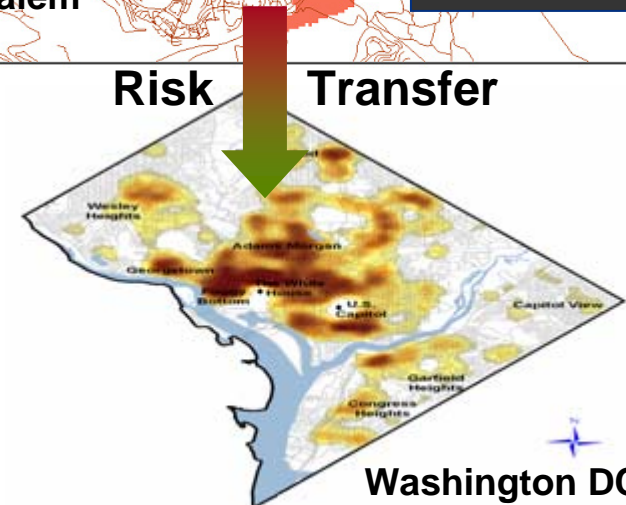 alem
Risk Transfer
Wesley
Heights
Adams Morgan
Georgetown
The White
Foggy
House
Bottom
U.S.
Capitol
Capitol View
Garfield
Heights
Congress
Heights
Washington DC